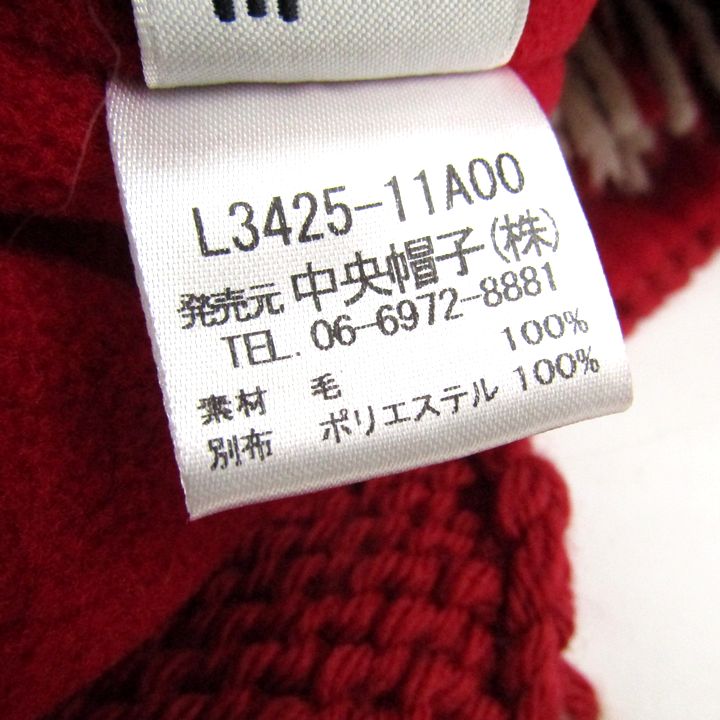 L3425-11A00
発売元 中央帽子(株)
TEL. 06-6972-8881
素材 毛 100%
別布 ポリエステル 100%